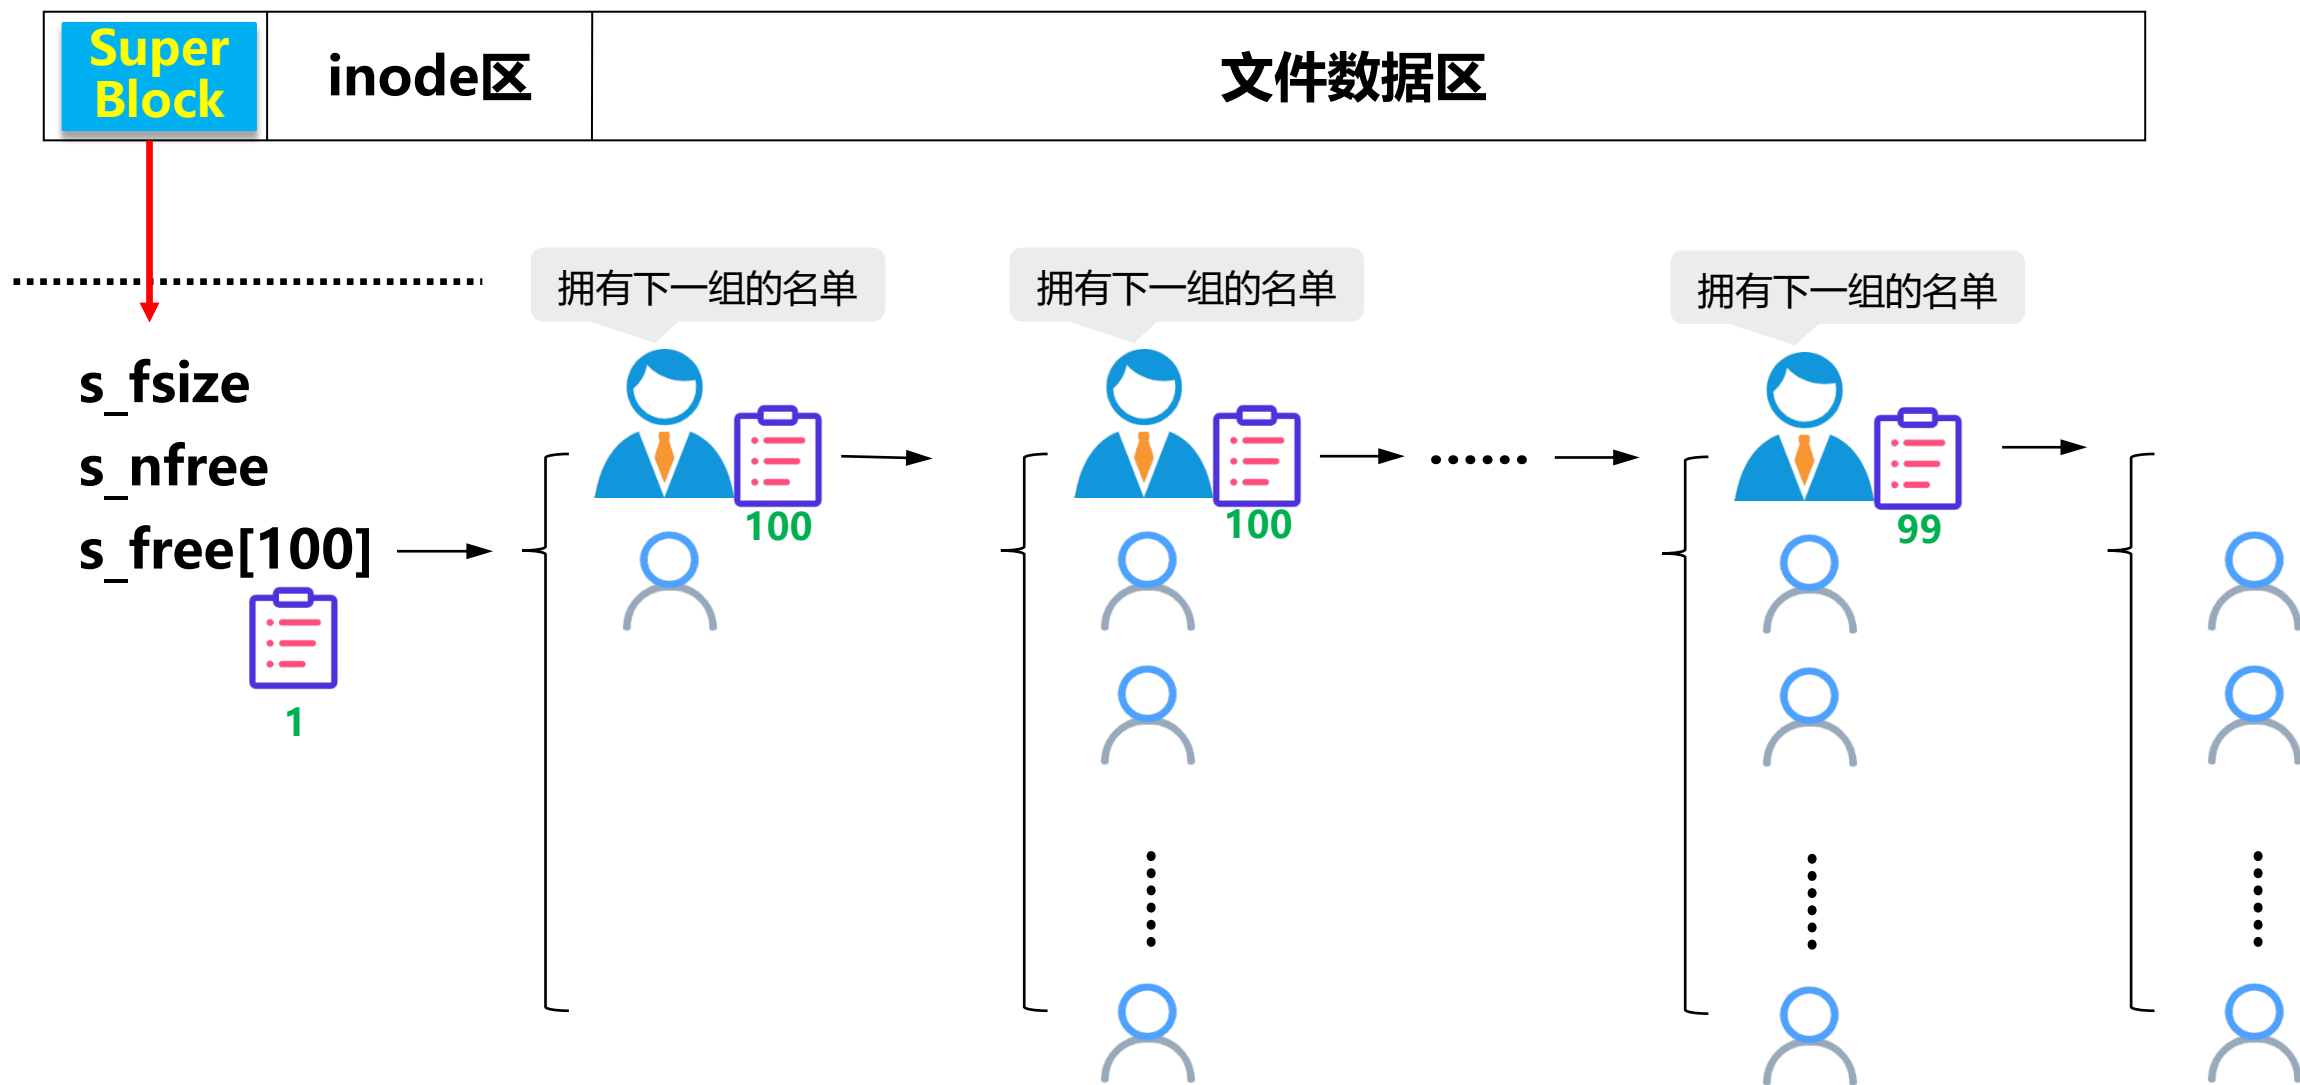 Super
Block
inode区
文件数据区
拥有下一组的名单
拥有下一组的名单
拥有下一组的名单
s_fsize
s_nfree
s_free[100]
1
100
100
99